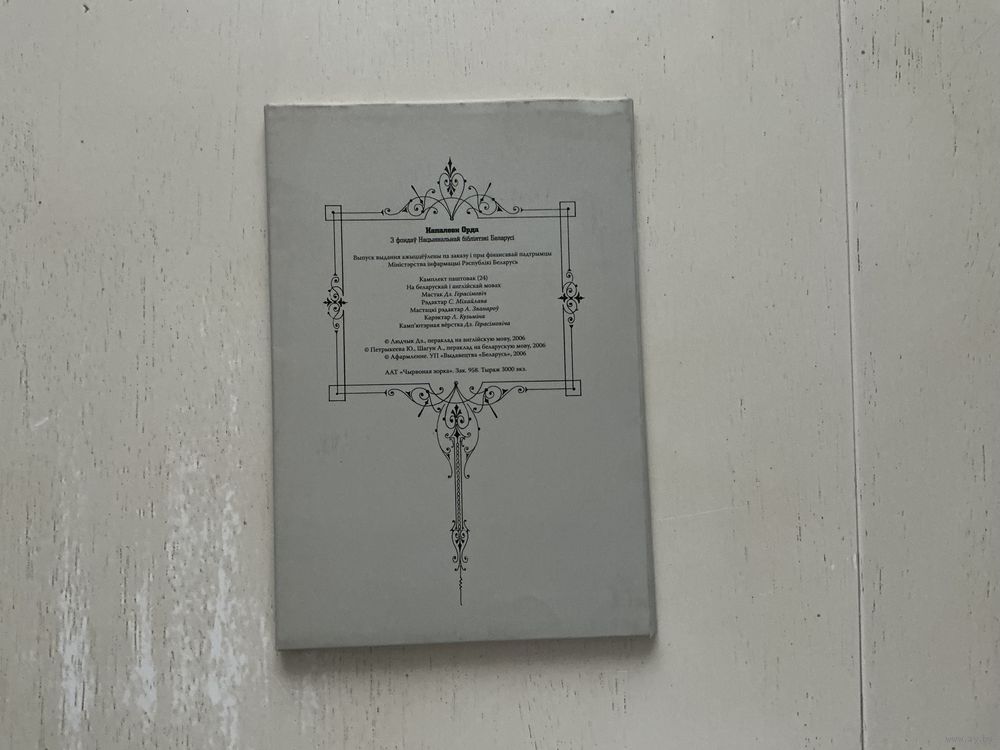 Напалеон Орда
З фондаў Нацыянальнай бібліятэкі Беларусі
Выпуск выдання ажыццёўлены па заказу і пры фінансавай падтрымцы
Міністэрства інфармацыі Рэспублікі Беларусь
Камплект паштовак (24)
На беларускай і англійскай мовах
Мастак Дз. Герасімовіч
Рэдактар С. Міхайлава
Мастацкі рэдактар А. Званароў
Карэктар Л. Кузьміна
Камп'ютэрная вёрстка Дз. Герасімовіча
© Людчык Дз., пераклад на англійскую мову, 2006
© Петрыкеева Ю., Шагун А., пераклад на беларускую мову, 2006
© Афармленне. УП «Выдавецтва «Беларусь», 2006
ААТ «Чырвоная зорка». Зак. 958. Тыраж 3000 экз.